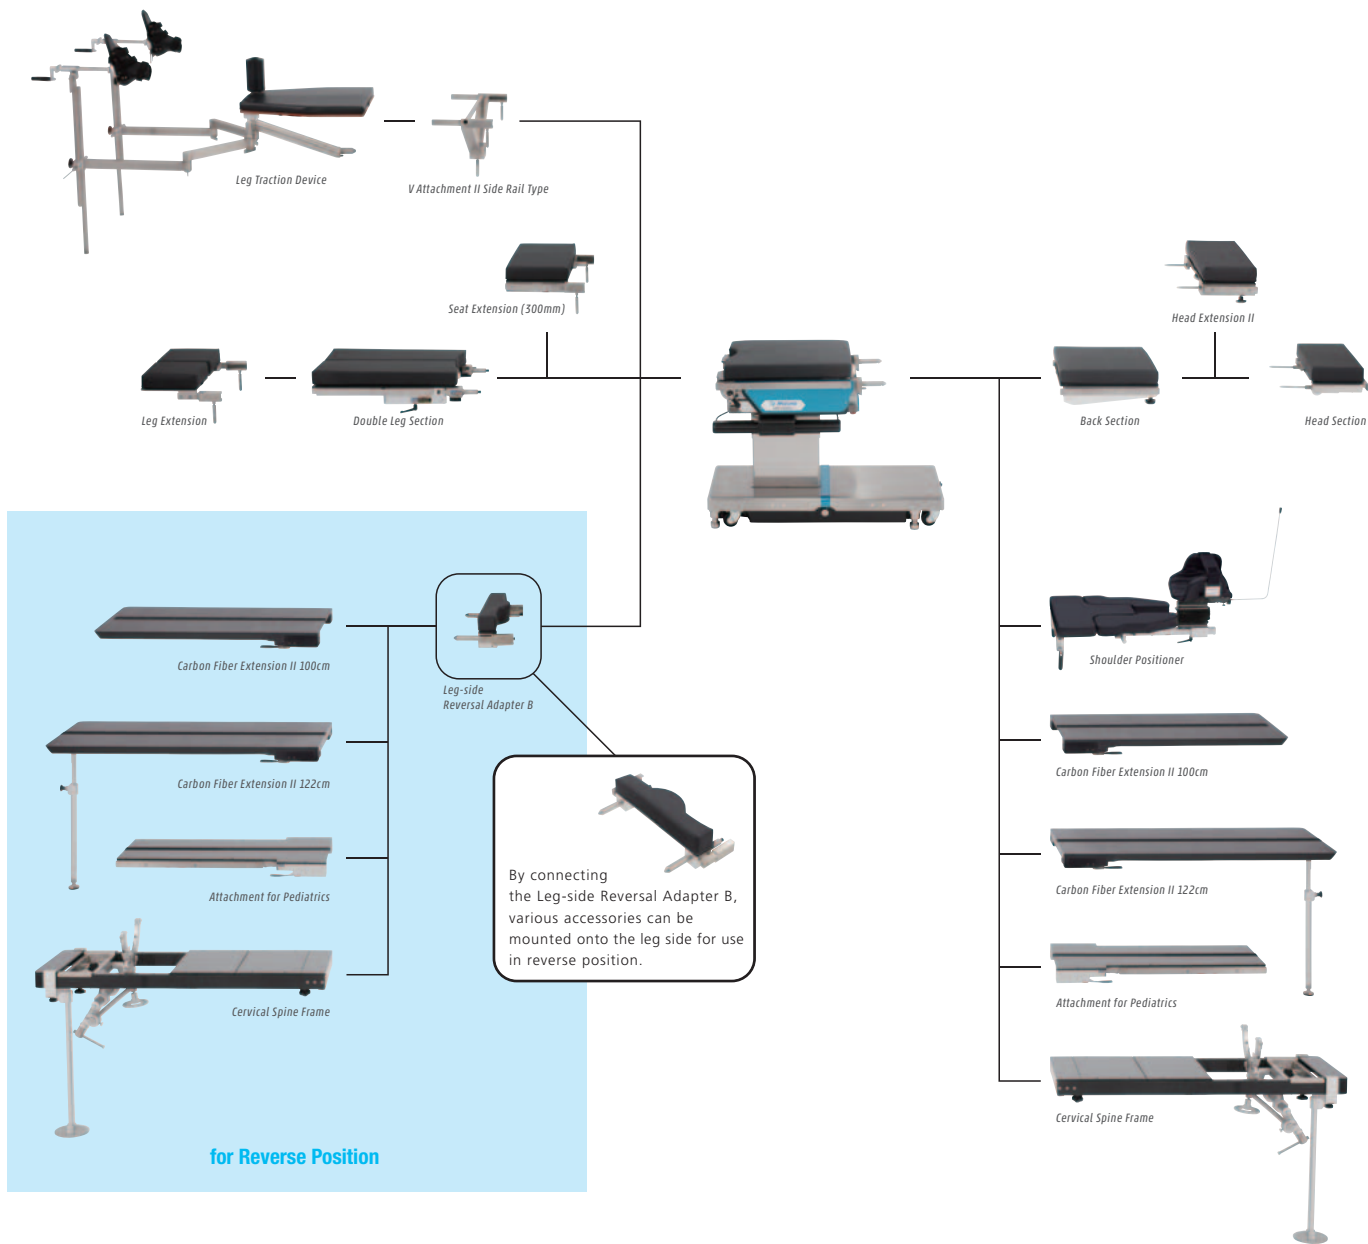 Leg Traction Device
V Attachment II Side Rail Type
Seat Extension (300mm)
Head Extension II
Leg Extension
Double Leg Section
Back Section
Head Section
Carbon Fiber Extension II 100cm
Leg-side
Reversal Adapter B
Carbon Fiber Extension II 122cm
Attachment for Pediatrics
Cervical Spine Frame
for Reverse Position
By connecting
the Leg-side Reversal Adapter B,
various accessories can be
mounted onto the leg side for use
in reverse position.
Shoulder Positioner
Carbon Fiber Extension II 100cm
Carbon Fiber Extension II 122cm
Attachment for Pediatrics
Cervical Spine Frame